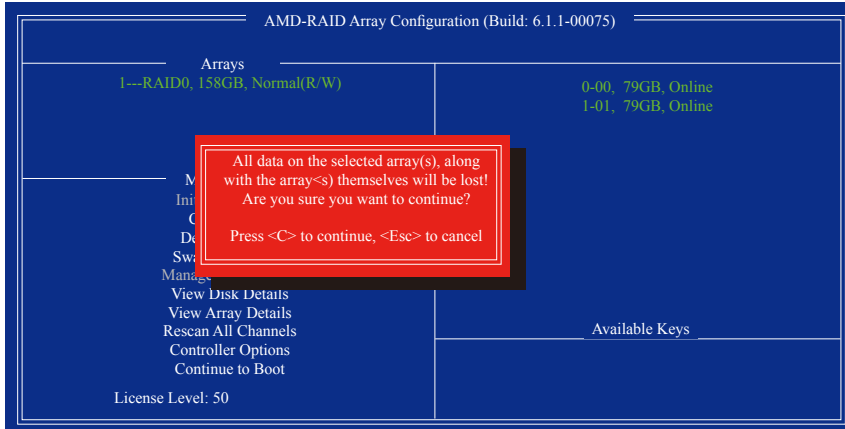 AMD-RAID Array Configuration (Build: 6.1.1-00075)
Arrays
1---RAID0, 158GB, Normal(R/W)
0-00, 79GB, Online
1-01, 79GB, Online
All data on the selected array(s), along
with the array<s) themselves will be lost!
Are you sure you want to continue?
Press <C> to continue, <Esc> to cancel
View Disk Details
View Array Details
Rescan All Channels
Controller Options
Continue to Boot
Available Keys
License Level: 50